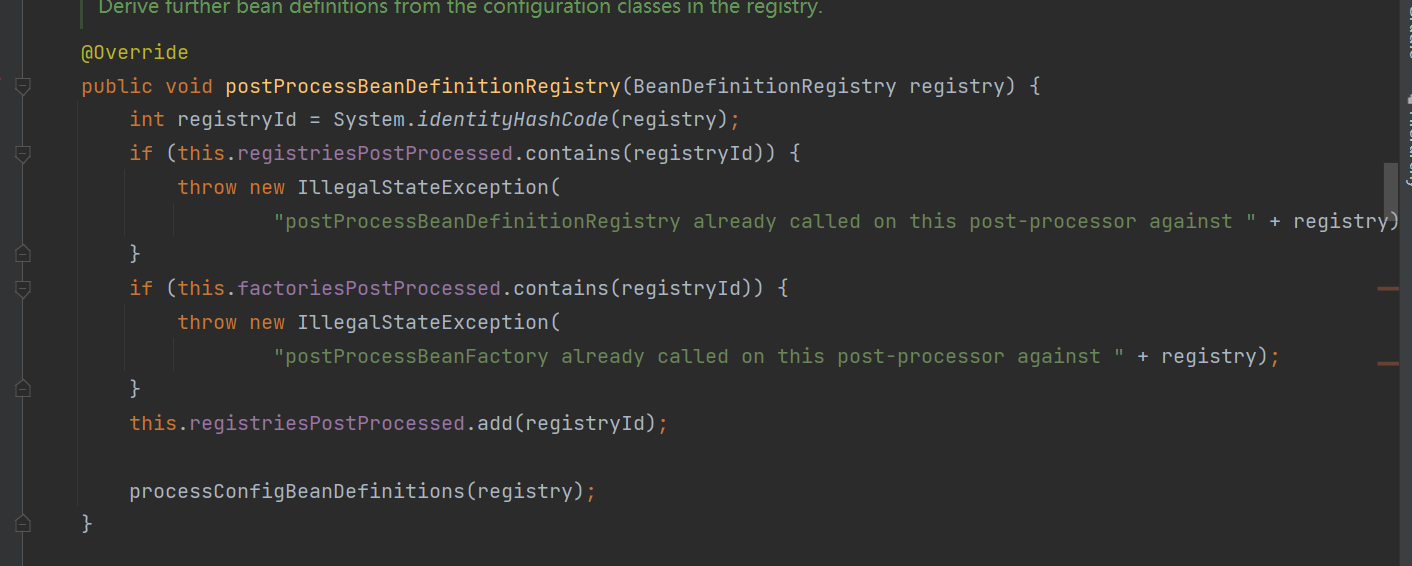 Derive further bean definitions from the configuration classes in the registry.
@Override
public void postProcessBeanDefinitionRegistry(BeanDefinitionRegistry registry) {
int registryId = System.identityHashCode(registry);
if (this.registriesPostProcessed.contains(registryId)) {
throw new IllegalStateException(
"postProcessBeanDefinitionRegistry already called on this post-processor against " + registry)
}
if (this.factoriesPostProcessed.contains(registryId)) {
throw new IllegalStateException(
"postProcessBeanFactory already called on this post-processor against " + registry);
}
this.registriesPostProcessed.add(registryId);
processConfigBeanDefinitions(registry);
}